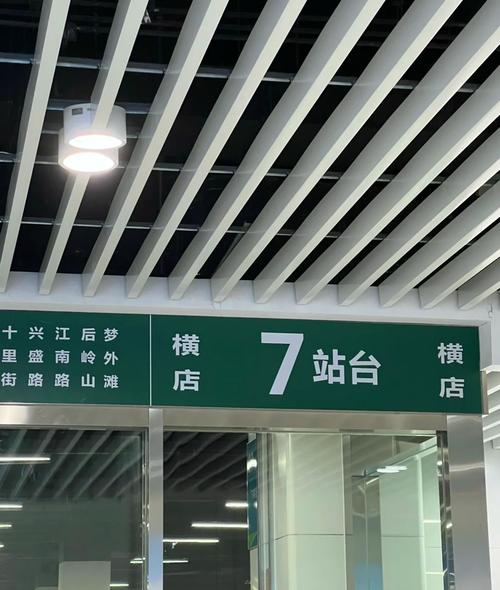 十里街
兴盛路
江南路
后岭山
梦外滩
横店
7站台
横店